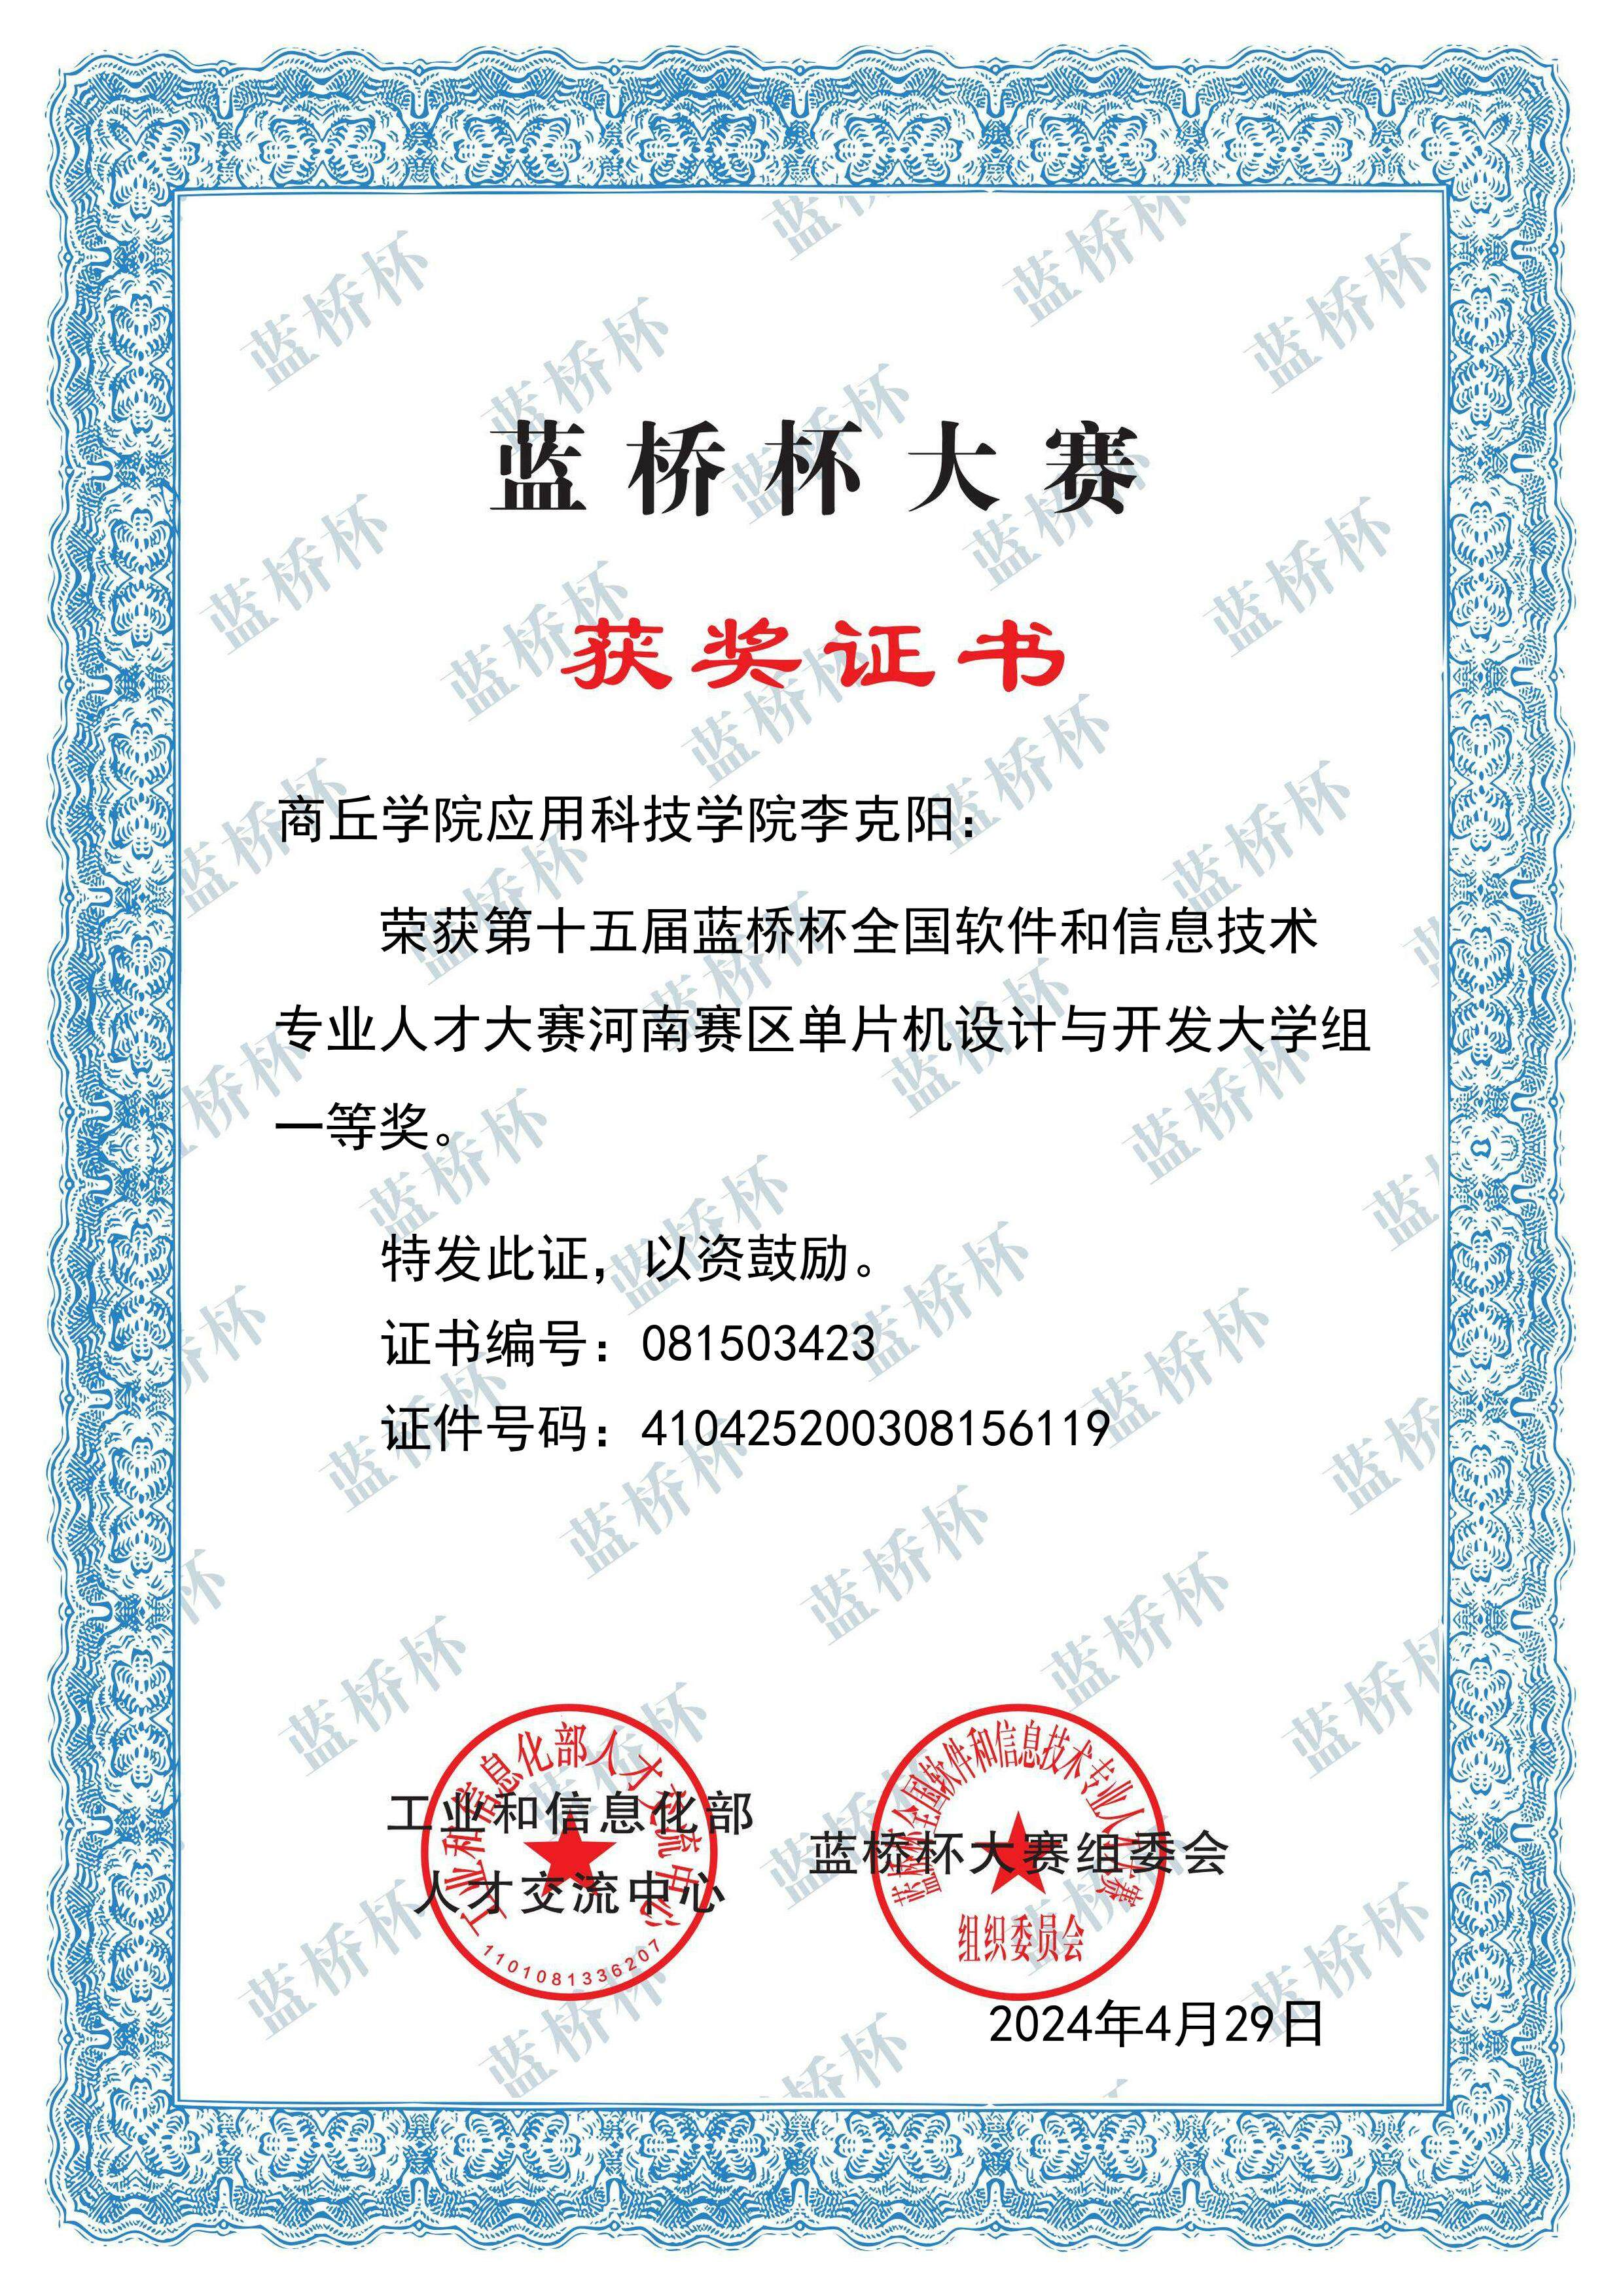 蓝桥杯大赛
获奖证书
商丘学院应用科技学院李克阳：
荣获第十五届蓝桥杯全国软件和信息技术
专业人才大赛河南赛区单片机设计与开发大学组
一等奖。
特发此证，以资鼓励。
证书编号：081503423
证件号码：410425200308156119
工业和信息化部
人才交流中心
工业和信息化部人才交流中心
1101081336207
蓝桥杯大赛组委会
蓝桥杯全国软件和信息技术专业人才大赛
组织委员会
2024年4月29日
蓝桥杯